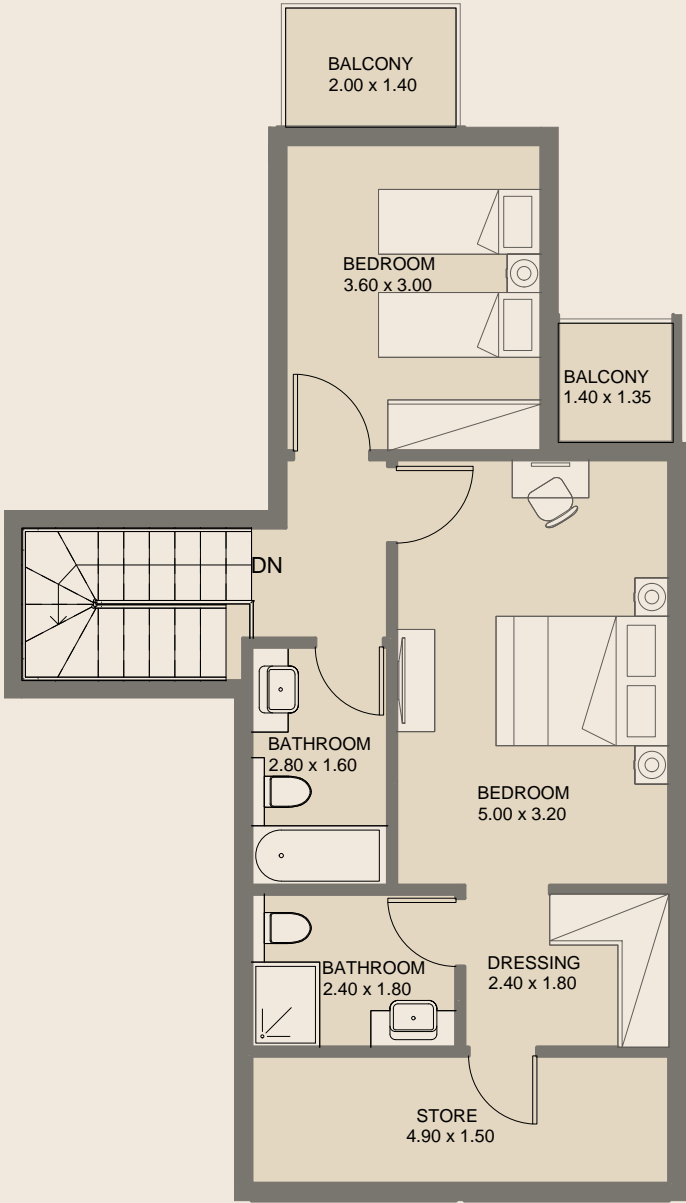 BALCONY
2.00 x 1.40
BEDROOM
3.60 x 3.00
BALCONY
1.40 x 1.35
DN
BATHROOM
2.80 x 1.60
BEDROOM
5.00 x 3.20
BATHROOM
2.40 x 1.80
DRESSING
2.40 x 1.80
STORE
4.90 x 1.50